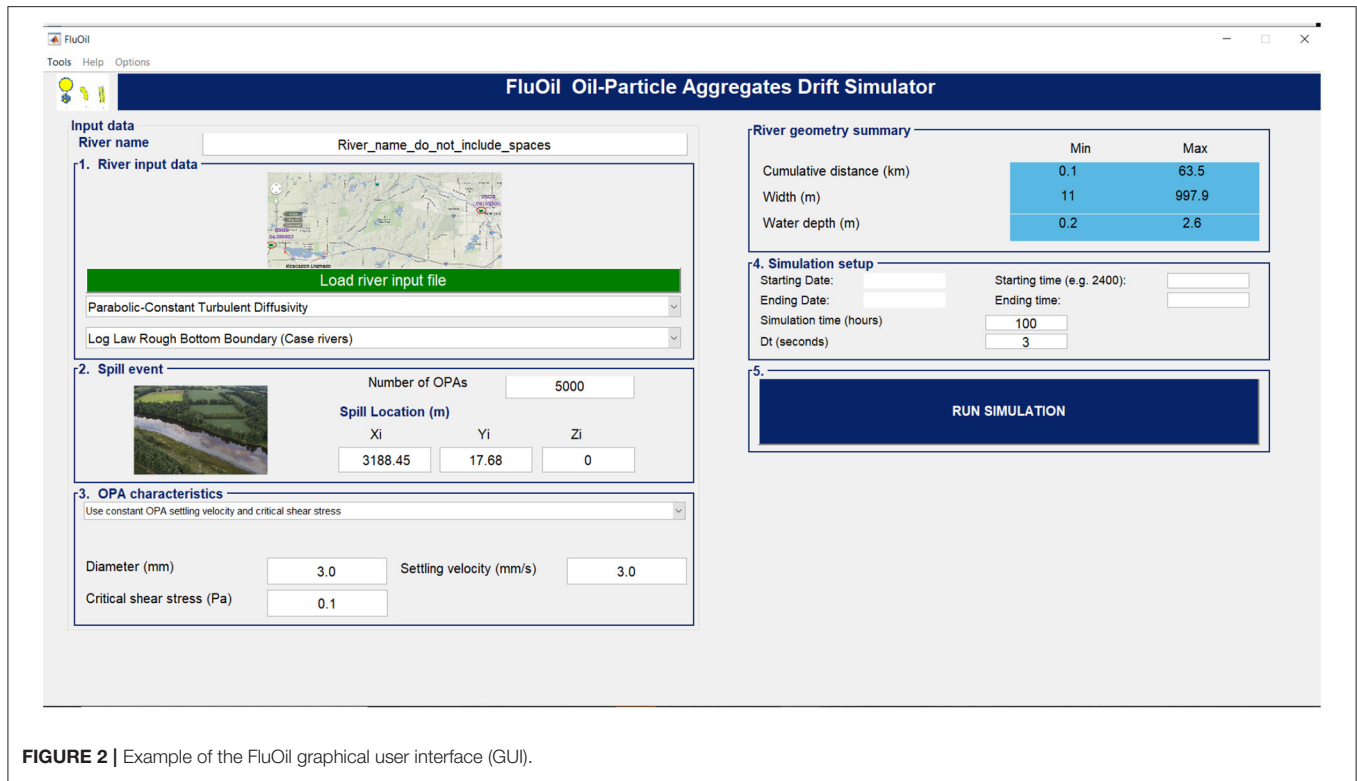 FluOil
Tools Help Options
FluOil Oil-Particle Aggregates Drift Simulator
Input data
River name
River_name_do_not_include_spaces
1. River input data
USGS
USGS
Load river input file
Parabolic-Constant Turbulent Diffusivity
Log Law Rough Bottom Boundary (Case rivers)
2. Spill event
Number of OPAs 5000
Spill Location (m)
Xi Yi Zi
3188.45 17.68 0
3. OPA characteristics
Use constant OPA settling velocity and critical shear stress
Diameter (mm) 3.0 Settling velocity (mm/s) 3.0
Critical shear stress (Pa) 0.1
River geometry summary
Min Max
Cumulative distance (km) 0.1 63.5
Width (m) 11 997.9
Water depth (m) 0.2 2.6
4. Simulation setup
Starting Date: Starting time (e.g. 2400):
Ending Date: Ending time:
Simulation time (hours) 100
Dt (seconds) 3
5.
RUN SIMULATION
FIGURE 2 | Example of the FluOil graphical user interface (GUI).